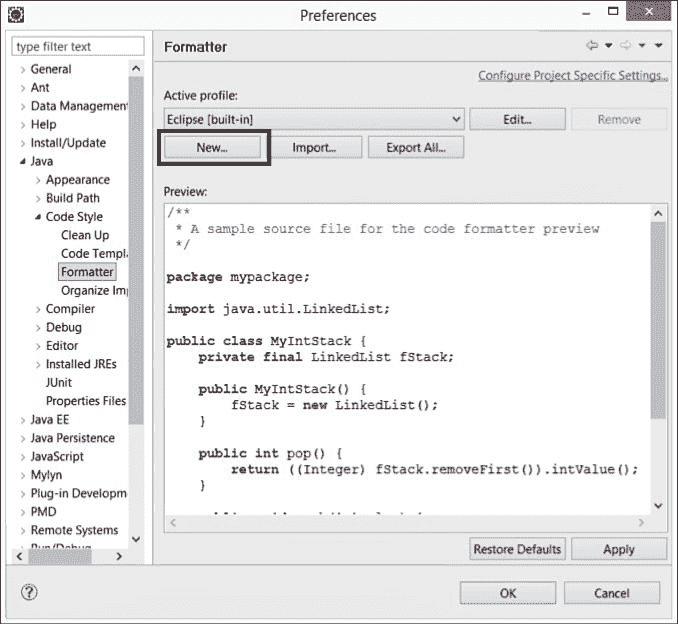 Preferences
type filter text
General
Ant
Data Management
Help
Install/Update
Java
Appearance
Build Path
Code Style
Clean Up
Code Templa
Formatter
Organize Imp
Compiler
Debug
Editor
Installed JREs
JUnit
Properties Files
Java EE
Java Persistence
JavaScript
Mylyn
Plug-in Developm
PMD
Remote Systems
Run/Debug
Formatter
Configure Project Specific Settings...
Active profile:
Eclipse [built-in]
Edit...
Remove
New...
Import...
Export All...
Preview:
/**
* A sample source file for the code formatter preview
*/
package mypackage;
import java.util.LinkedList;
public class MyIntStack {
private final LinkedList fStack;
public MyIntStack() {
fStack = new LinkedList();
}
public int pop() {
return ((Integer) fStack.removeFirst()).intValue();
}
Restore Defaults
Apply
?
OK
Cancel